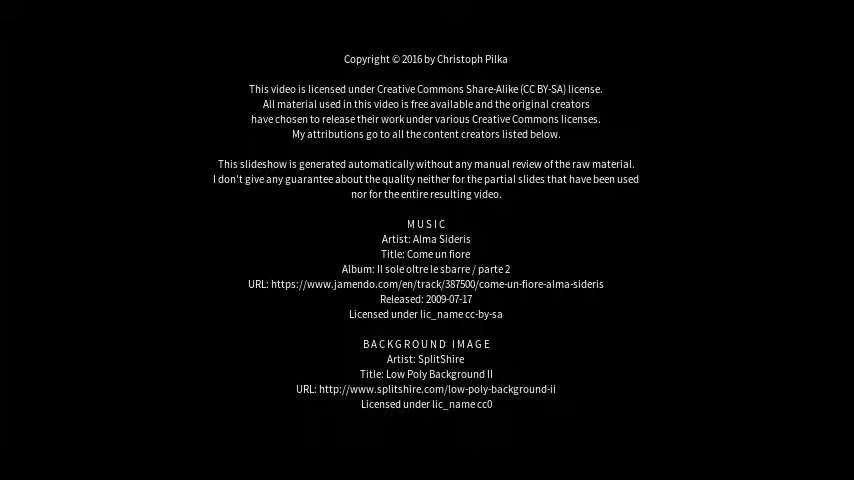 Copyright © 2016 by Christoph Pilka
This video is licensed under Creative Commons Share-Alike (CC BY-SA) license.
All material used in this video is free available and the original creators
have chosen to release their work under various Creative Commons licenses.
My attributions go to all the content creators listed below.
This slideshow is generated automatically without any manual review of the raw material.
I don't give any guarantee about the quality neither for the partial slides that have been used
nor for the entire resulting video.
MUSIC
Artist: Alma Sideris
Title: Come un fiore
Album: Il sole oltre le sbarre / parte 2
URL: https://www.jamendo.com/en/track/387500/come-un-fiore-alma-sideris
Released: 2009-07-17
Licensed under lic_name cc-by-sa
BACKGROUND IMAGE
Artist: SplitShire
Title: Low Poly Background II
URL: http://www.splitshire.com/low-poly-background-ii
Licensed under lic_name cc0